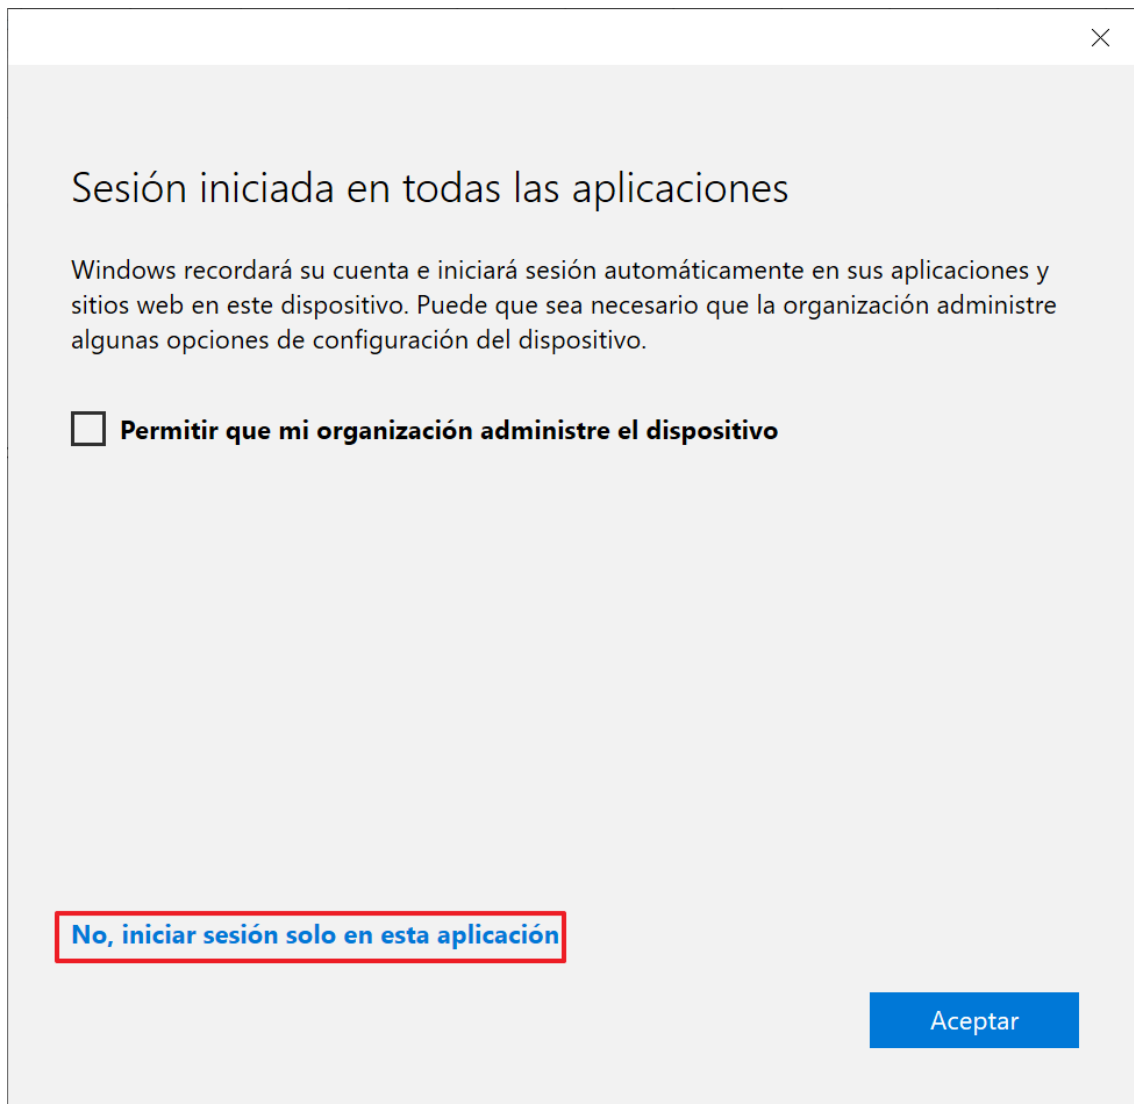 Sesión iniciada en todas las aplicaciones
Windows recordará su cuenta e iniciará sesión automáticamente en sus aplicaciones y
sitios web en este dispositivo. Puede que sea necesario que la organización administre
algunas opciones de configuración del dispositivo.
Permitir que mi organización administre el dispositivo
No, iniciar sesión solo en esta aplicación
Aceptar